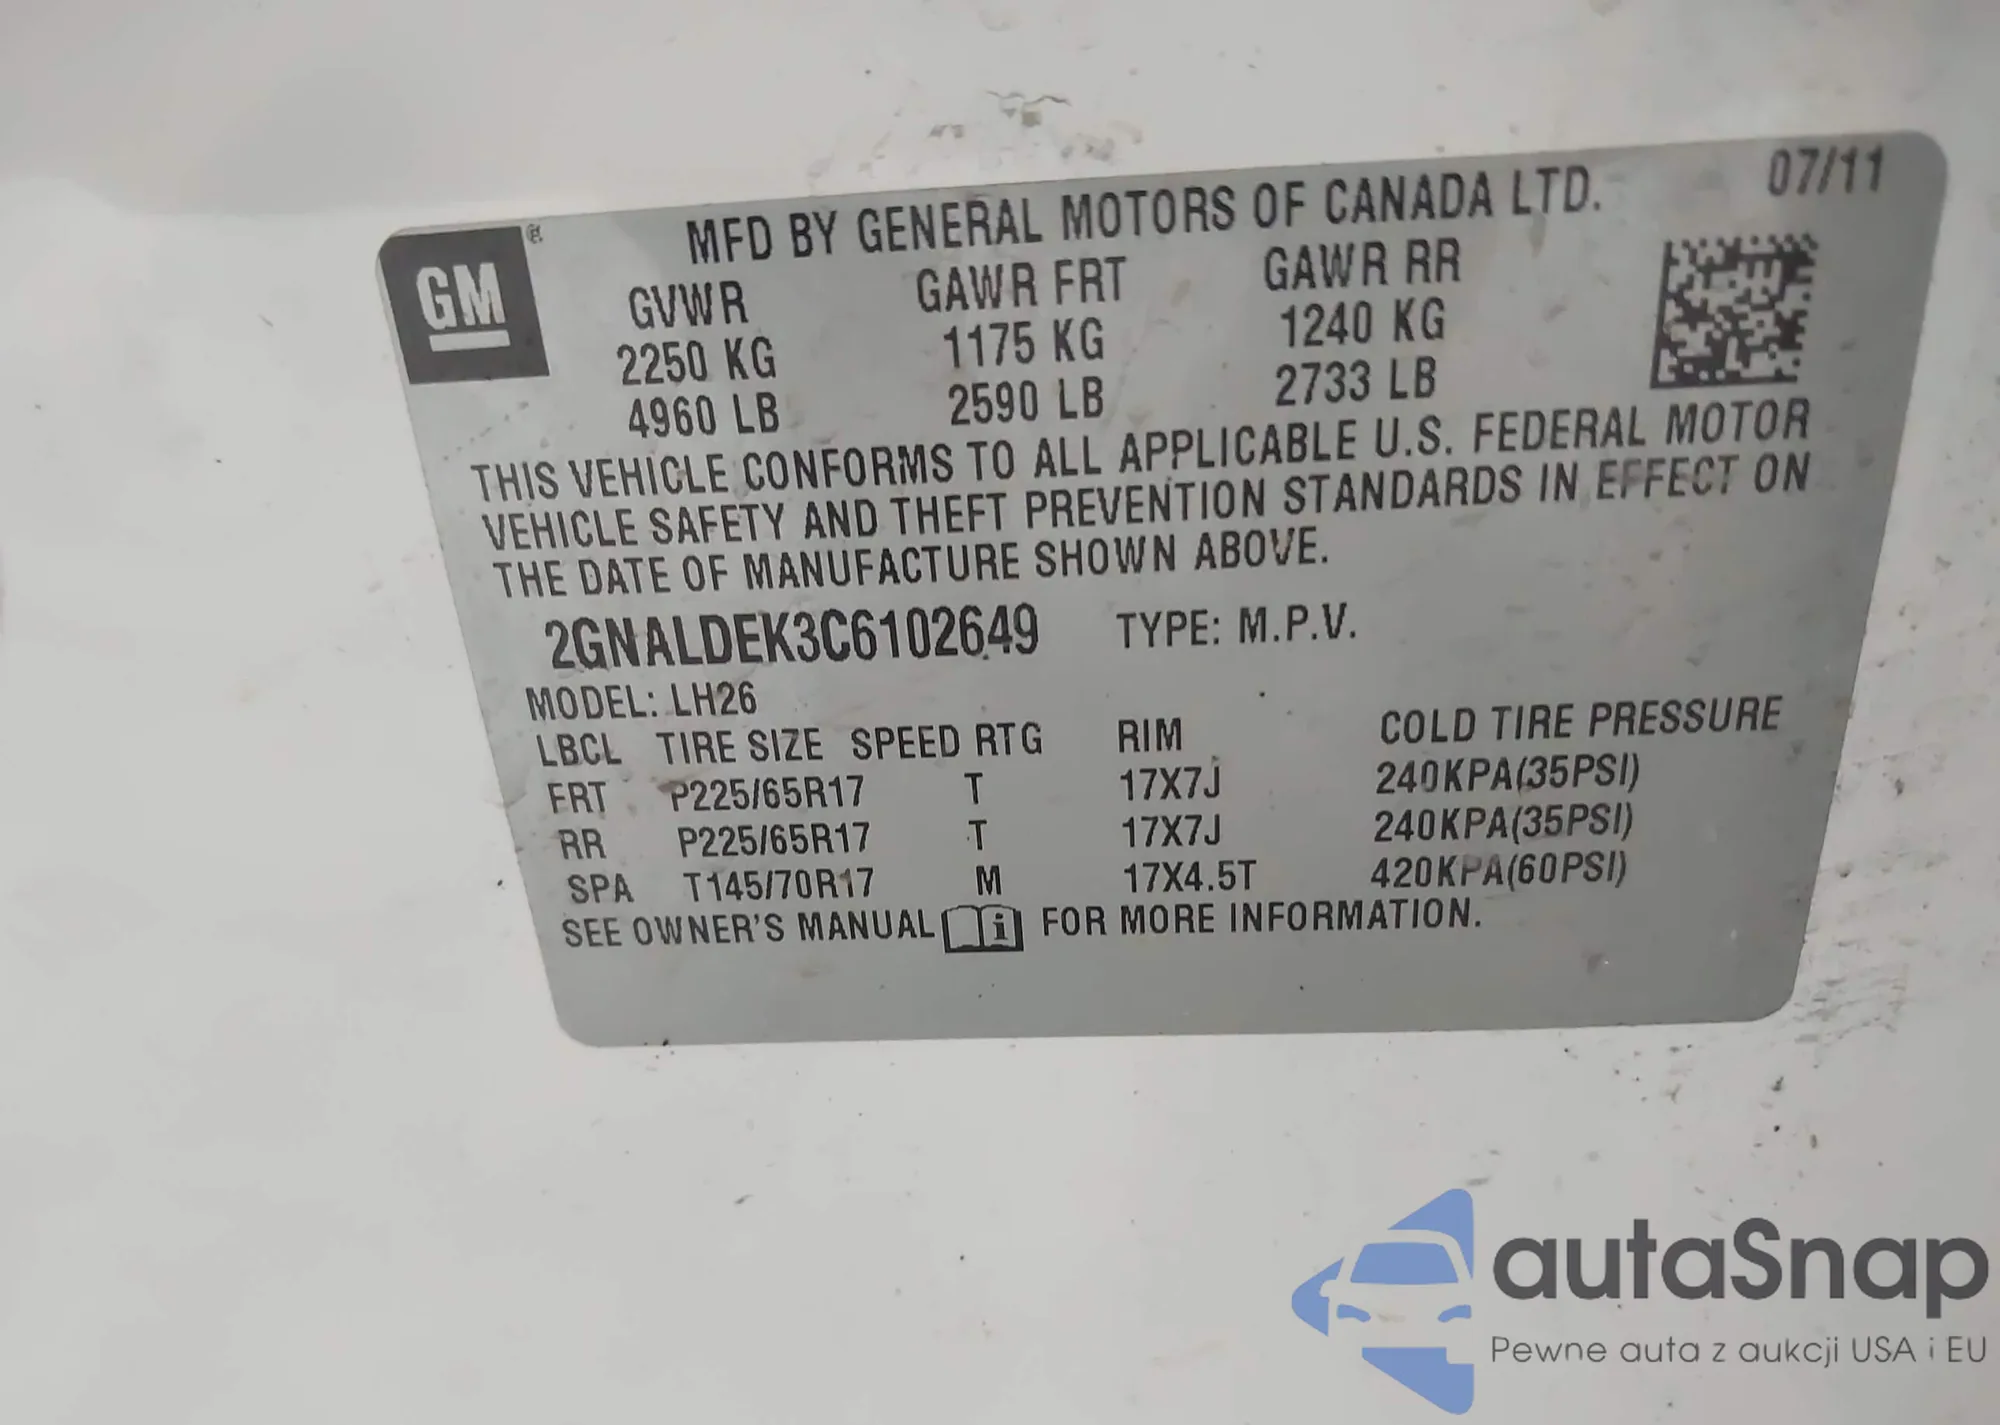 MFD BY GENERAL MOTORS OF CANADA LTD. 07/11
GM ®
GVWR GAWR FRT GAWR RR
2250 KG 1175 KG 1240 KG
4960 LB 2590 LB 2733 LB
THIS VEHICLE CONFORMS TO ALL APPLICABLE U.S. FEDERAL MOTOR
VEHICLE SAFETY AND THEFT PREVENTION STANDARDS IN EFFECT ON
THE DATE OF MANUFACTURE SHOWN ABOVE.
2GNALDEK3C6102649 TYPE: M.P.V.
MODEL: LH26
LBCL TIRE SIZE SPEED RTG RIM COLD TIRE PRESSURE
FRT P225/65R17 T 17X7J 240KPA(35PSI)
RR P225/65R17 T 17X7J 240KPA(35PSI)
SPA T145/70R17 M 17X4.5T 420KPA(60PSI)
SEE OWNER'S MANUAL i FOR MORE INFORMATION.
autaSnap
Pewne auta z aukcji USA i EU